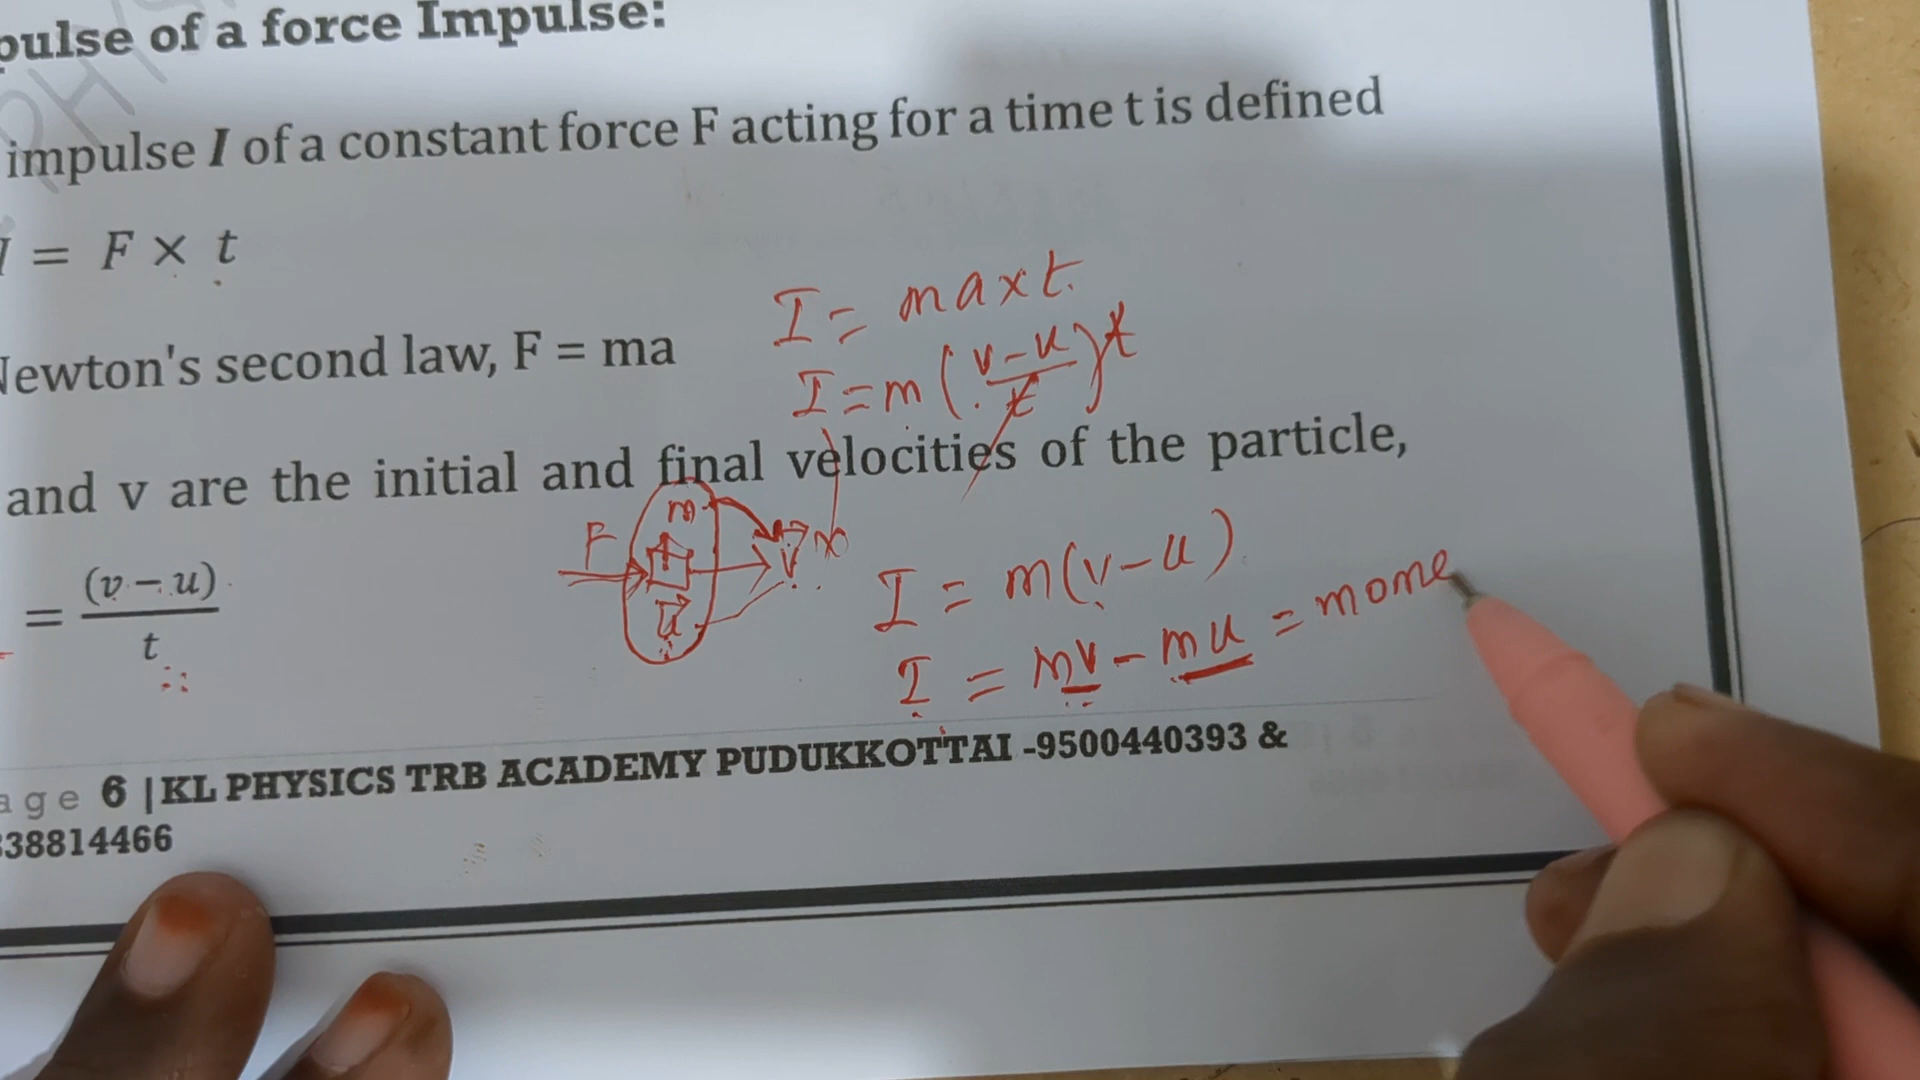 pulse of a force Impulse:
impulse I of a constant force F acting for a time t is defined
I = F × t
I = ma x t.
Newton's second law, F = ma
I = m (v-u/t) t
and v are the initial and final velocities of the particle,
m
F
v
u
I = m(v-u)
= (v - u)/t
I = mv - mu = mome
age 6 | KL PHYSICS TRB ACADEMY PUDUKKOTTAI -9500440393 &
38814466